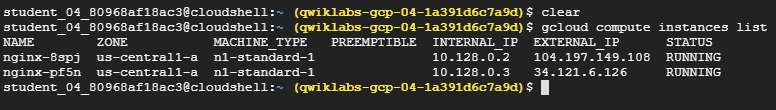 student_04_80968af18ac3@cloudshell:~ (qwiklabs-gcp-04-1a391d6c7a9d)$ clear
student_04_80968af18ac3@cloudshell:~ (qwiklabs-gcp-04-1a391d6c7a9d)$ gcloud compute instances list
NAME ZONE MACHINE_TYPE PREEMPTIBLE INTERNAL_IP EXTERNAL_IP STATUS
nginx-8spj us-central1-a n1-standard-1 10.128.0.2 104.197.149.108 RUNNING
nginx-pf5n us-central1-a n1-standard-1 10.128.0.3 34.121.6.126 RUNNING
student_04_80968af18ac3@cloudshell:~ (qwiklabs-gcp-04-1a391d6c7a9d)$